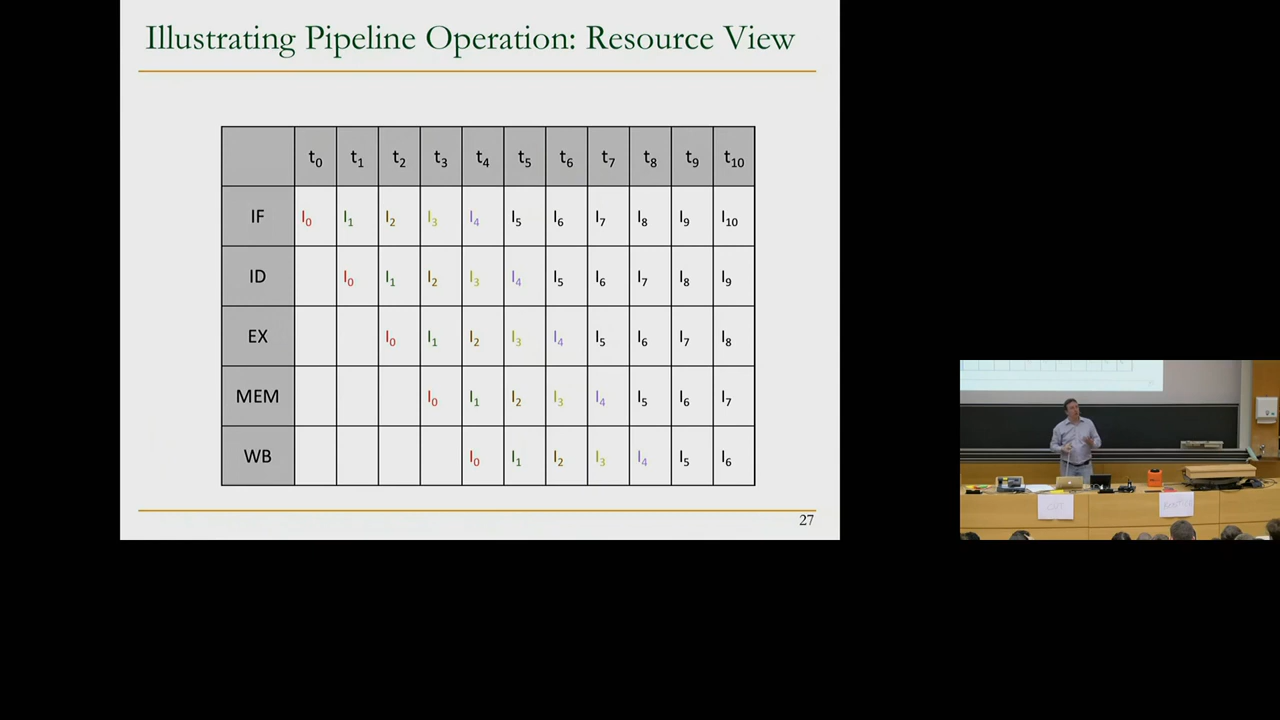 Illustrating Pipeline Operation: Resource View
t₀ t₁ t₂ t₃ t₄ t₅ t₆ t₇ t₈ t₉ t₁₀
IF I₀ I₁ I₂ I₃ I₄ I₅ I₆ I₇ I₈ I₉ I₁₀
ID I₀ I₁ I₂ I₃ I₄ I₅ I₆ I₇ I₈ I₉
EX I₀ I₁ I₂ I₃ I₄ I₅ I₆ I₇ I₈
MEM I₀ I₁ I₂ I₃ I₄ I₅ I₆ I₇
WB I₀ I₁ I₂ I₃ I₄ I₅ I₆
27